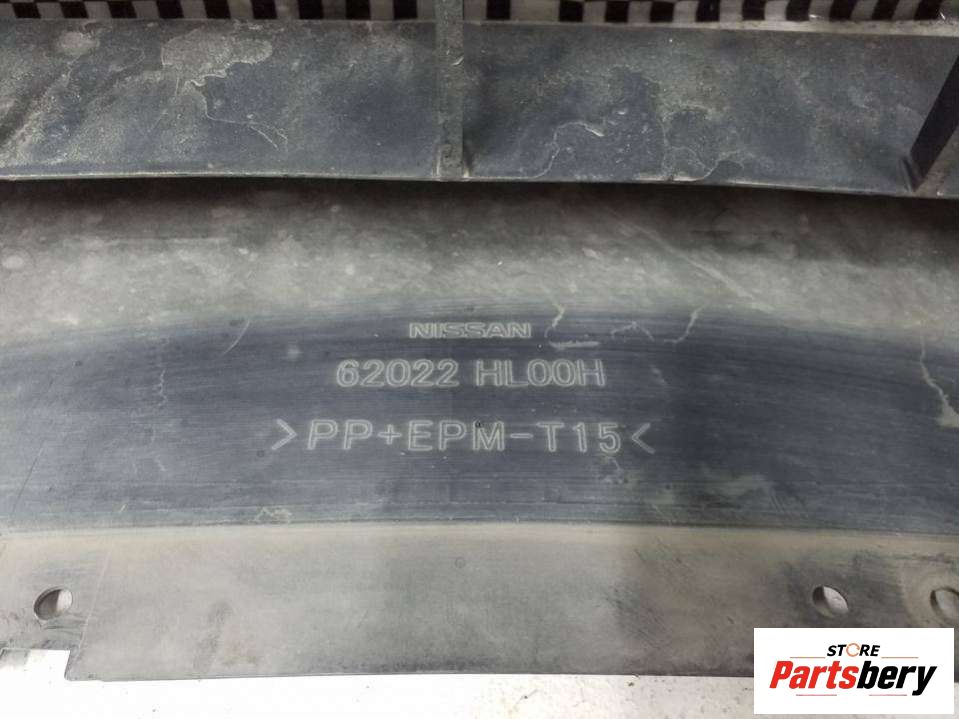 NISSAN
62022 HL00H
>PP+EPM-T15<
STORE
Partsbery